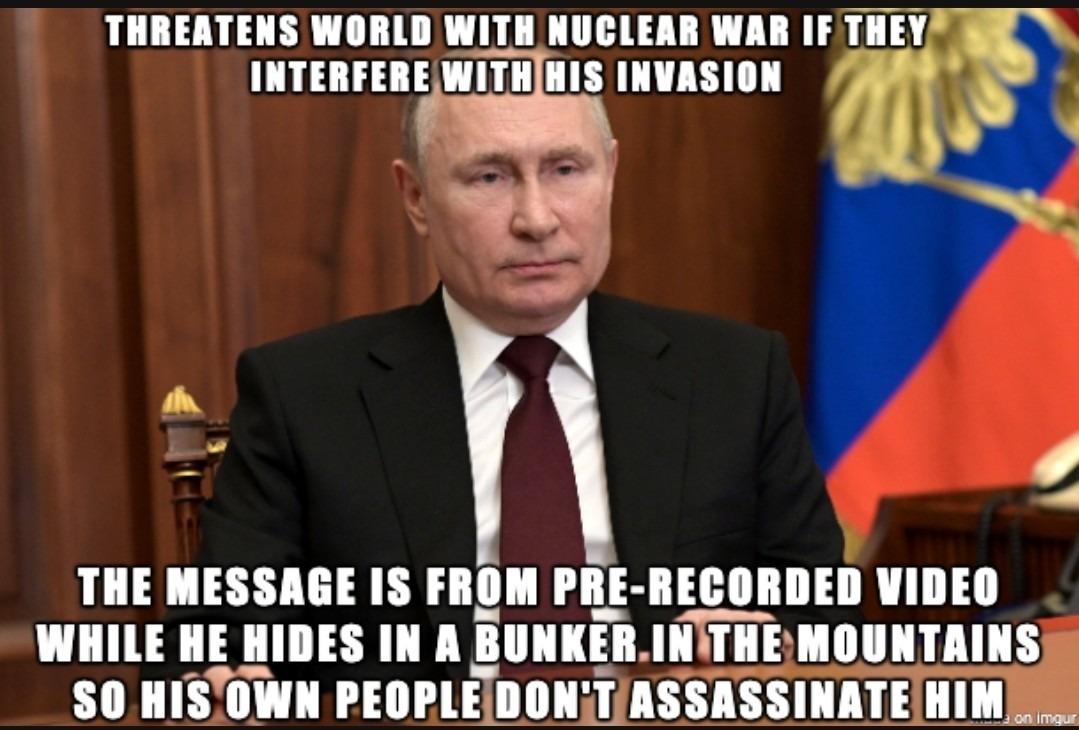 THREATENS WORLD WITH NUCLEAR WAR IF THEY
INTERFERE WITH HIS INVASION
THE MESSAGE IS FROM PRE-RECORDED VIDEO
WHILE HE HIDES IN A BUNKER IN THE MOUNTAINS
SO HIS OWN PEOPLE DON'T ASSASSINATE HIM
on imgur